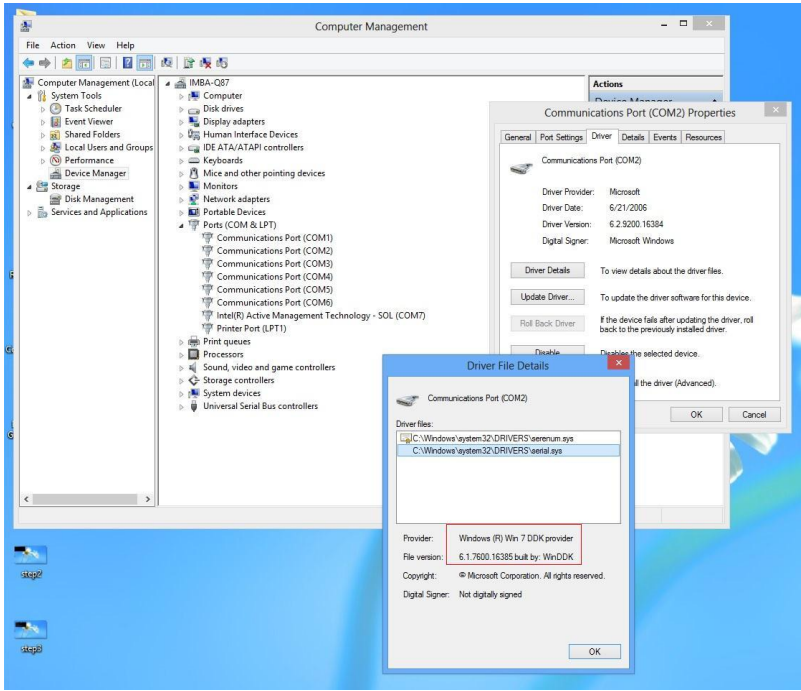 Computer Management
File Action View Help
Computer Management (Local
System Tools
Task Scheduler
Event Viewer
Shared Folders
Local Users and Groups
Performance
Device Manager
Storage
Disk Management
Services and Applications
IMBA-Q87
Computer
Disk drives
Display adapters
Human Interface Devices
IDE ATA/ATAPI controllers
Keyboards
Mice and other pointing devices
Monitors
Network adapters
Portable Devices
Ports (COM & LPT)
Communications Port (COM1)
Communications Port (COM2)
Communications Port (COM3)
Communications Port (COM4)
Communications Port (COM5)
Communications Port (COM6)
Intel(R) Active Management Technology - SOL (COM7)
Printer Port (LPT1)
Print queues
Processors
Sound, video and game controllers
Storage controllers
System devices
Universal Serial Bus controllers
Actions
Device Manager
Communications Port (COM2) Properties
General Port Settings Driver Details Events Resources
Communications Port (COM2)
Driver Provider: Microsoft
Driver Date: 6/21/2006
Driver Version: 6.2.9200.16384
Digital Signer: Microsoft Windows
Driver Details To view details about the driver files.
Update Driver... To update the driver software for this device.
Roll Back Driver If the device fails after updating the driver, roll
back to the previously installed driver.
Disable Disables the selected device.
all the driver (Advanced).
OK Cancel
Driver File Details
Communications Port (COM2)
Driver files:
C:\Windows\system32\DRIVERS\serenum.sys
C:\Windows\system32\DRIVERS\serial.sys
Provider: Windows (R) Win 7 DDK provider
File version: 6.1.7600.16385 built by: WinDDK
Copyright: © Microsoft Corporation. All rights reserved.
Digital Signer: Not digitally signed
OK
step2
step3